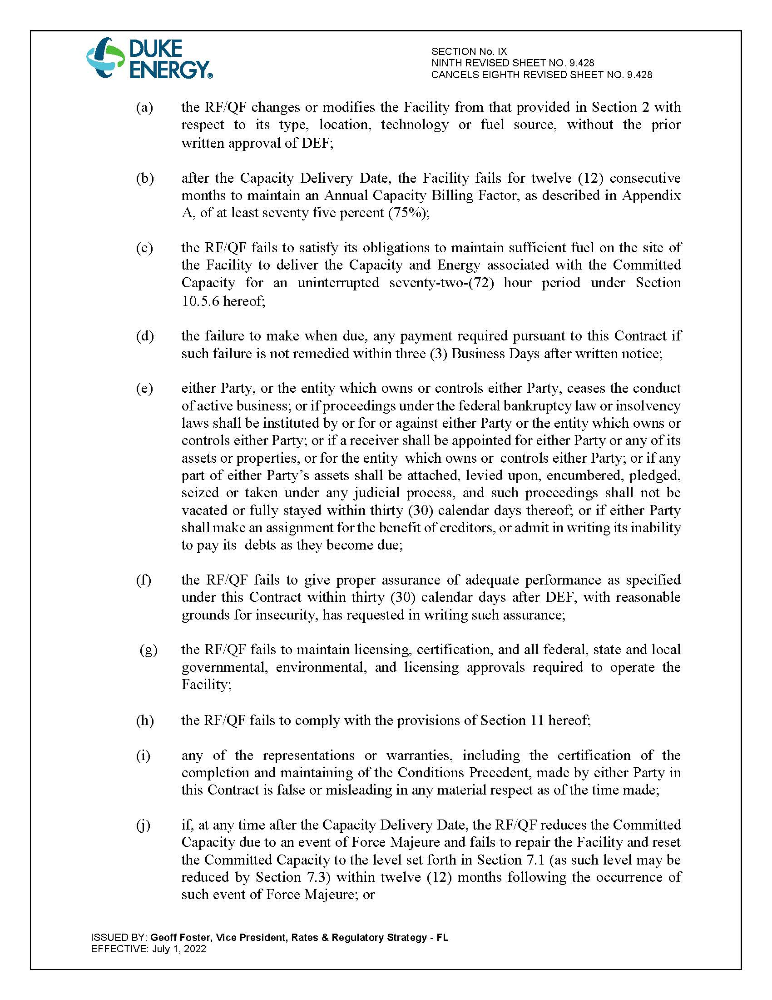 DUKE
ENERGY®
SECTION No. IX
NINTH REVISED SHEET NO. 9.428
CANCELS EIGHTH REVISED SHEET NO. 9.428
(a) the RF/QF changes or modifies the Facility from that provided in Section 2 with
respect to its type, location, technology or fuel source, without the prior
written approval of DEF;
(b) after the Capacity Delivery Date, the Facility fails for twelve (12) consecutive
months to maintain an Annual Capacity Billing Factor, as described in Appendix
A, of at least seventy five percent (75%);
(c) the RF/QF fails to satisfy its obligations to maintain sufficient fuel on the site of
the Facility to deliver the Capacity and Energy associated with the Committed
Capacity for an uninterrupted seventy-two-(72) hour period under Section
10.5.6 hereof;
(d) the failure to make when due, any payment required pursuant to this Contract if
such failure is not remedied within three (3) Business Days after written notice;
(e) either Party, or the entity which owns or controls either Party, ceases the conduct
of active business; or if proceedings under the federal bankruptcy law or insolvency
laws shall be instituted by or for or against either Party or the entity which owns or
controls either Party; or if a receiver shall be appointed for either Party or any of its
assets or properties, or for the entity which owns or controls either Party; or if any
part of either Party’s assets shall be attached, levied upon, encumbered, pledged,
seized or taken under any judicial process, and such proceedings shall not be
vacated or fully stayed within thirty (30) calendar days thereof; or if either Party
shall make an assignment for the benefit of creditors, or admit in writing its inability
to pay its debts as they become due;
(f) the RF/QF fails to give proper assurance of adequate performance as specified
under this Contract within thirty (30) calendar days after DEF, with reasonable
grounds for insecurity, has requested in writing such assurance;
(g) the RF/QF fails to maintain licensing, certification, and all federal, state and local
governmental, environmental, and licensing approvals required to operate the
Facility;
(h) the RF/QF fails to comply with the provisions of Section 11 hereof;
(i) any of the representations or warranties, including the certification of the
completion and maintaining of the Conditions Precedent, made by either Party in
this Contract is false or misleading in any material respect as of the time made;
(j) if, at any time after the Capacity Delivery Date, the RF/QF reduces the Committed
Capacity due to an event of Force Majeure and fails to repair the Facility and reset
the Committed Capacity to the level set forth in Section 7.1 (as such level may be
reduced by Section 7.3) within twelve (12) months following the occurrence of
such event of Force Majeure; or
ISSUED BY: Geoff Foster, Vice President, Rates & Regulatory Strategy - FL
EFFECTIVE: July 1, 2022